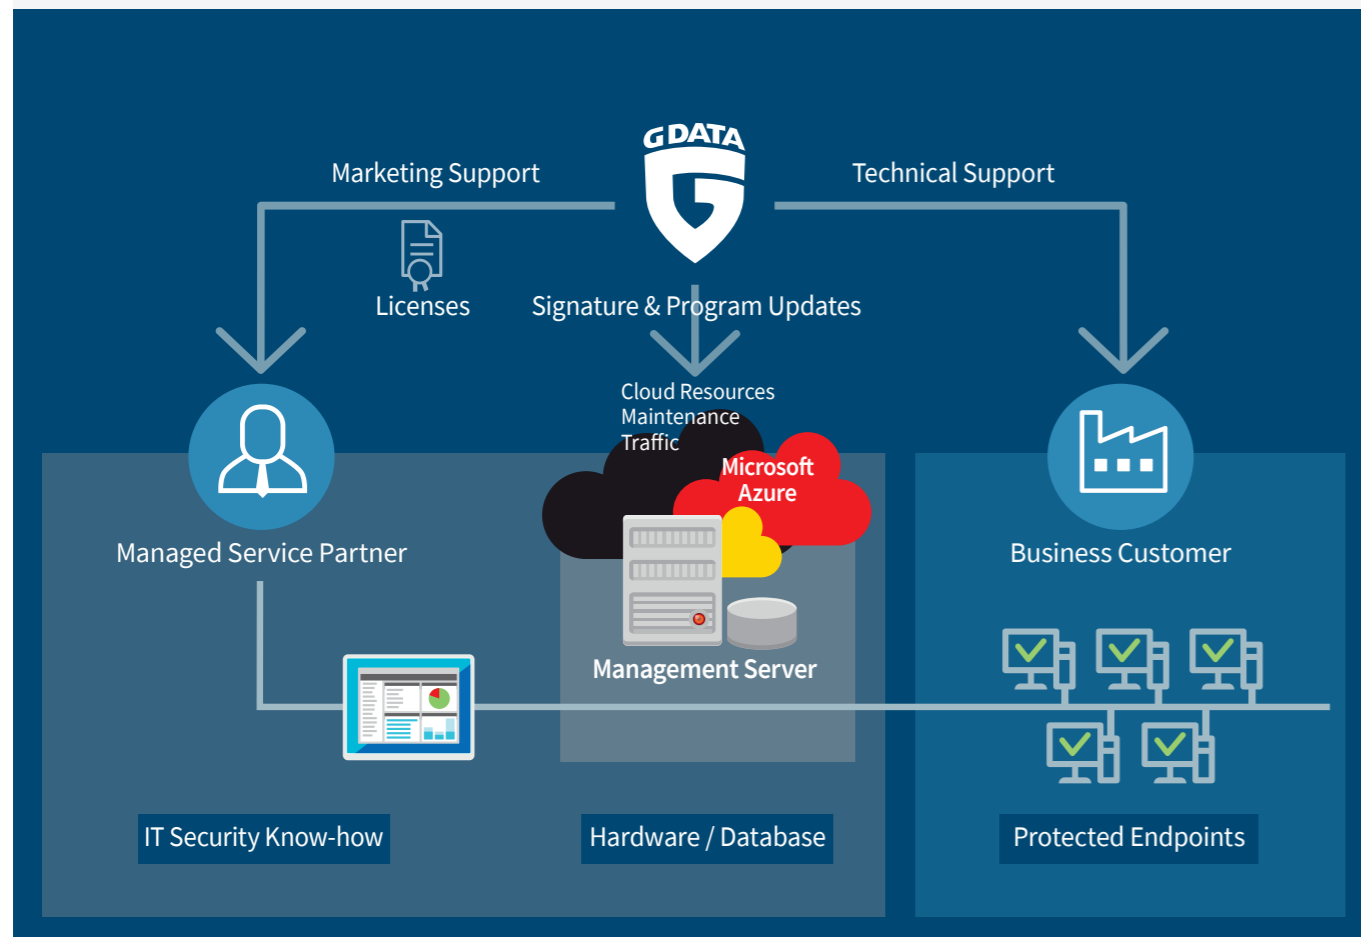 G DATA
Marketing Support
Technical Support
Licenses
Signature & Program Updates
Cloud Resources
Maintenance
Traffic
Microsoft
Azure
Managed Service Partner
Business Customer
Management Server
IT Security Know-how
Hardware / Database
Protected Endpoints